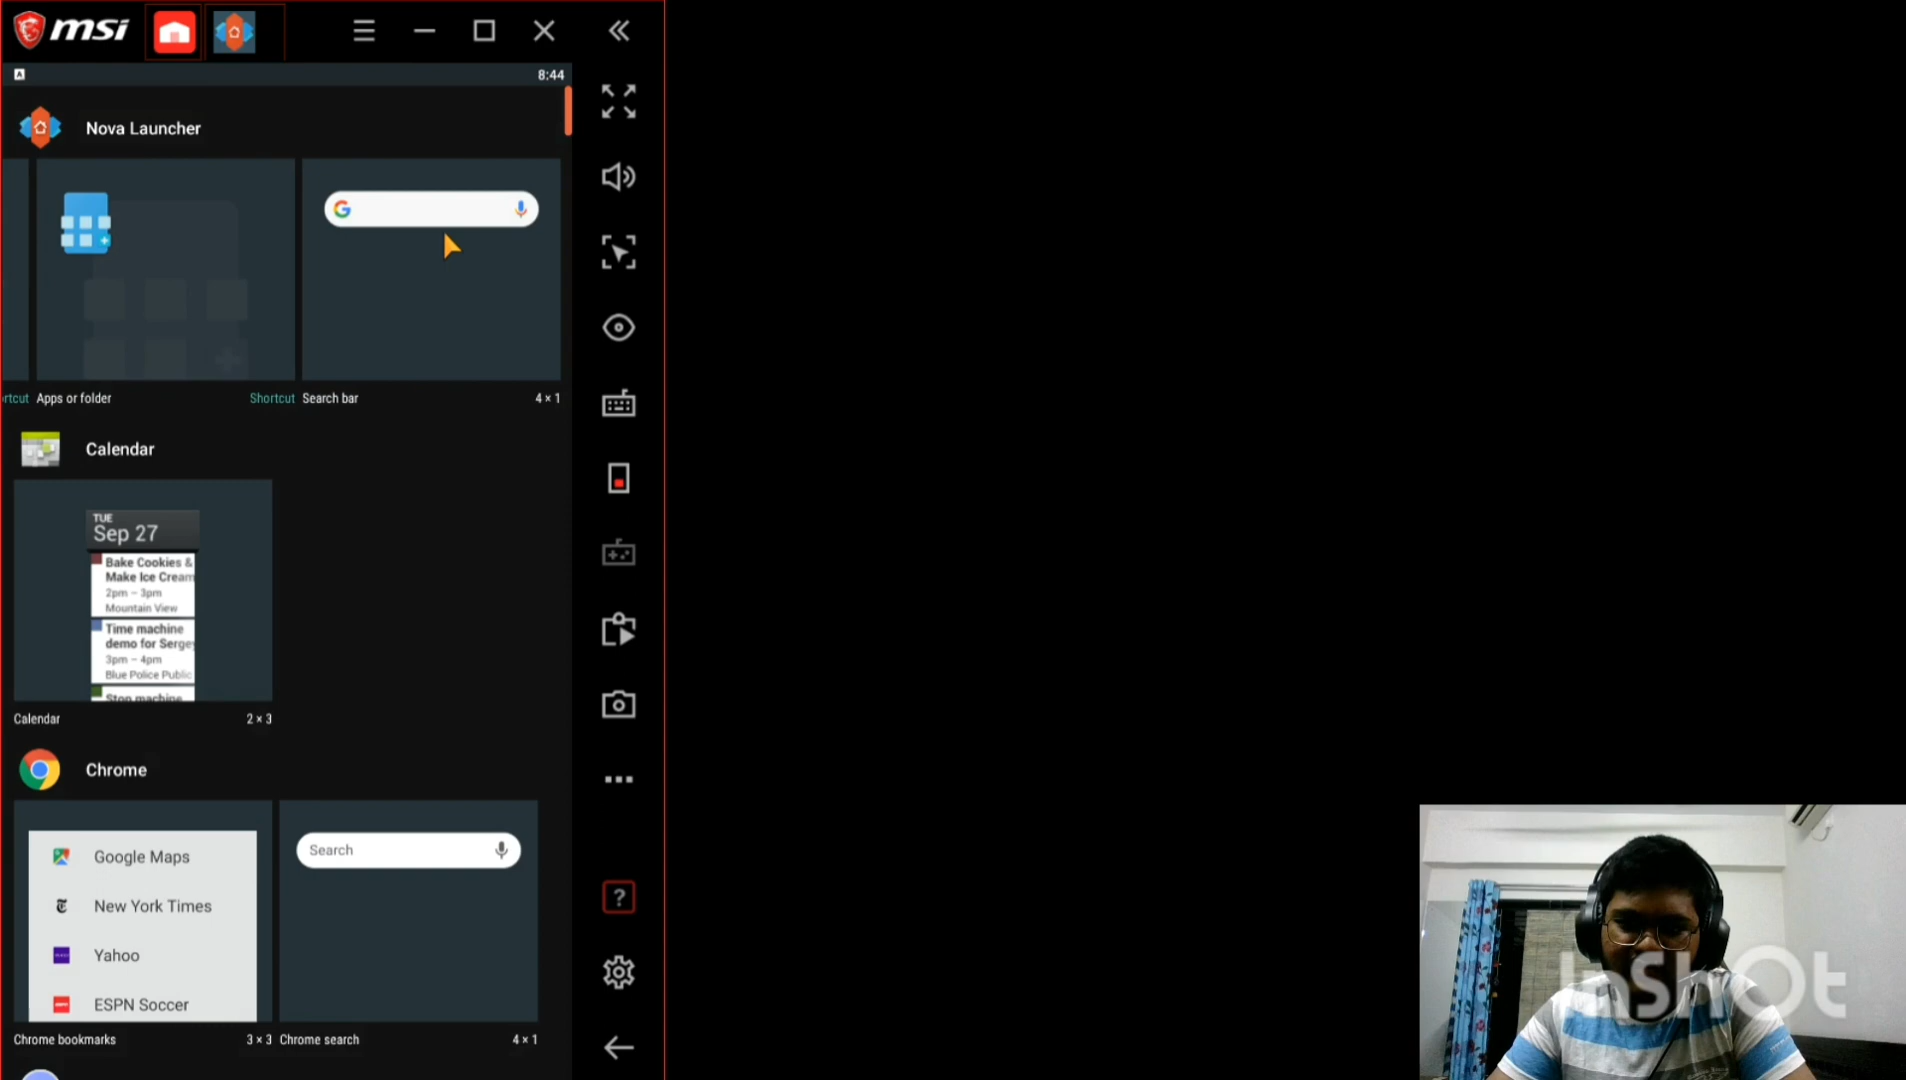 msi
8:44
Nova Launcher
rtcut Apps or folder Shortcut Search bar 4 × 1
Calendar
TUE
Sep 27
Bake Cookies &
Make Ice Cream
2pm – 3pm
Mountain View
Time machine
demo for Sergey
3pm – 4pm
Blue Police Public
Stop machine
Calendar 2 × 3
Chrome
Google Maps
New York Times
Yahoo
ESPN Soccer
Search
Chrome bookmarks 3 × 3 Chrome search 4 × 1
InShOt